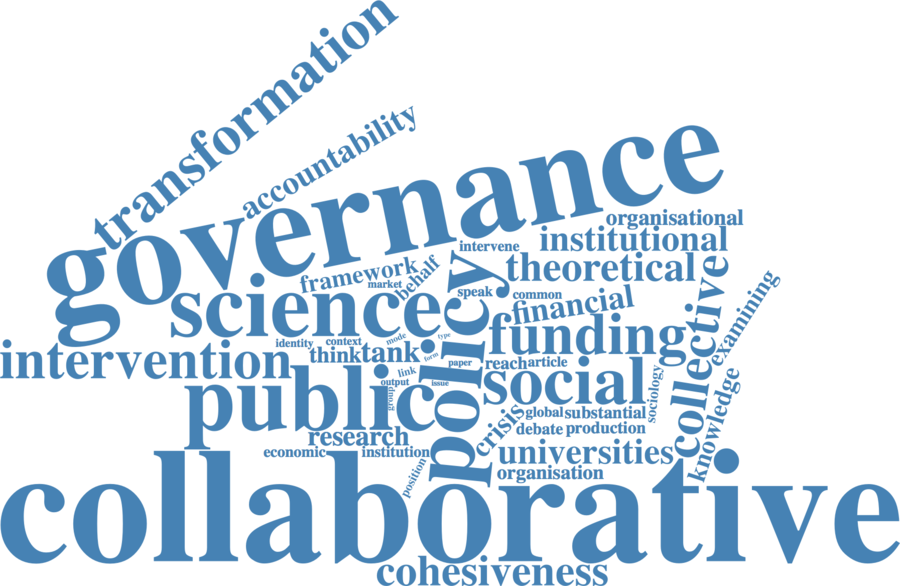 transformation
accountability
governance
organisational
institutional
intervene
theoretical
framework
behalf
market
science
policy
speak
common
financial
collective
examining
funding
identity
context
mode
type
intervention
thinktank
form
paper
reach
article
link
output
issue
group
public
social
sociology
knowledge
crisis
global
substantial
debate
production
research
economic
institution
universities
position
organisation
collaborative
cohesiveness